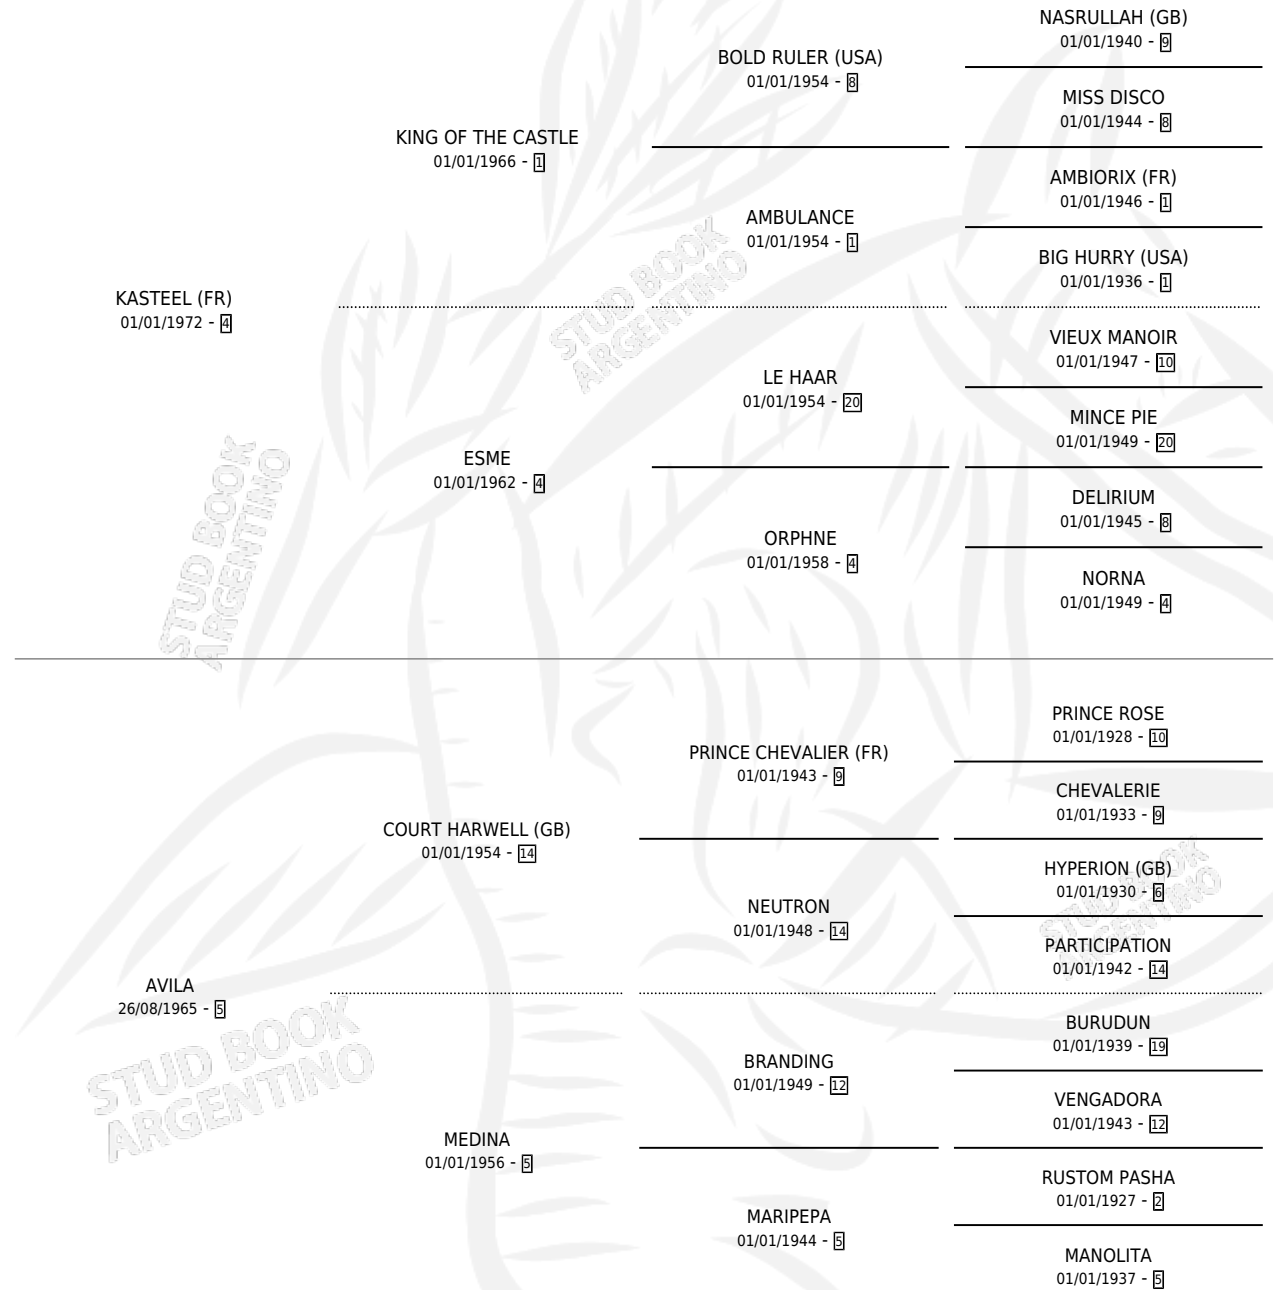 NASRULLAH (GB)
01/01/1940 - 9
BOLD RULER (USA)
01/01/1954 - 8
MISS DISCO
01/01/1944 - 8
KING OF THE CASTLE
01/01/1966 - 1
AMBIORIX (FR)
01/01/1946 - 1
AMBULANCE
01/01/1954 - 1
BIG HURRY (USA)
01/01/1936 - 1
KASTEEL (FR)
01/01/1972 - 4
VIEUX MANOIR
01/01/1947 - 10
LE HAAR
01/01/1954 - 20
MINCE PIE
01/01/1949 - 20
ESME
01/01/1962 - 4
DELIRIUM
01/01/1945 - 8
ORPHNE
01/01/1958 - 4
NORNA
01/01/1949 - 4
STUD BOOK
ARGENTINO
STUD BOOK
ARGENTINO
PRINCE ROSE
01/01/1928 - 10
PRINCE CHEVALIER (FR)
01/01/1943 - 9
CHEVALERIE
01/01/1933 - 9
COURT HARWELL (GB)
01/01/1954 - 14
HYPERION (GB)
01/01/1930 - 6
NEUTRON
01/01/1948 - 14
PARTICIPATION
01/01/1942 - 14
STUD BOOK
ARGENTINO
AVILA
26/08/1965 - 5
BURUDUN
01/01/1939 - 19
BRANDING
01/01/1949 - 12
VENGADORA
01/01/1943 - 12
MEDINA
01/01/1956 - 5
RUSTOM PASHA
01/01/1927 - 2
MARIPEPA
01/01/1944 - 5
MANOLITA
01/01/1937 - 5
STUD BOOK
ARGENTINO